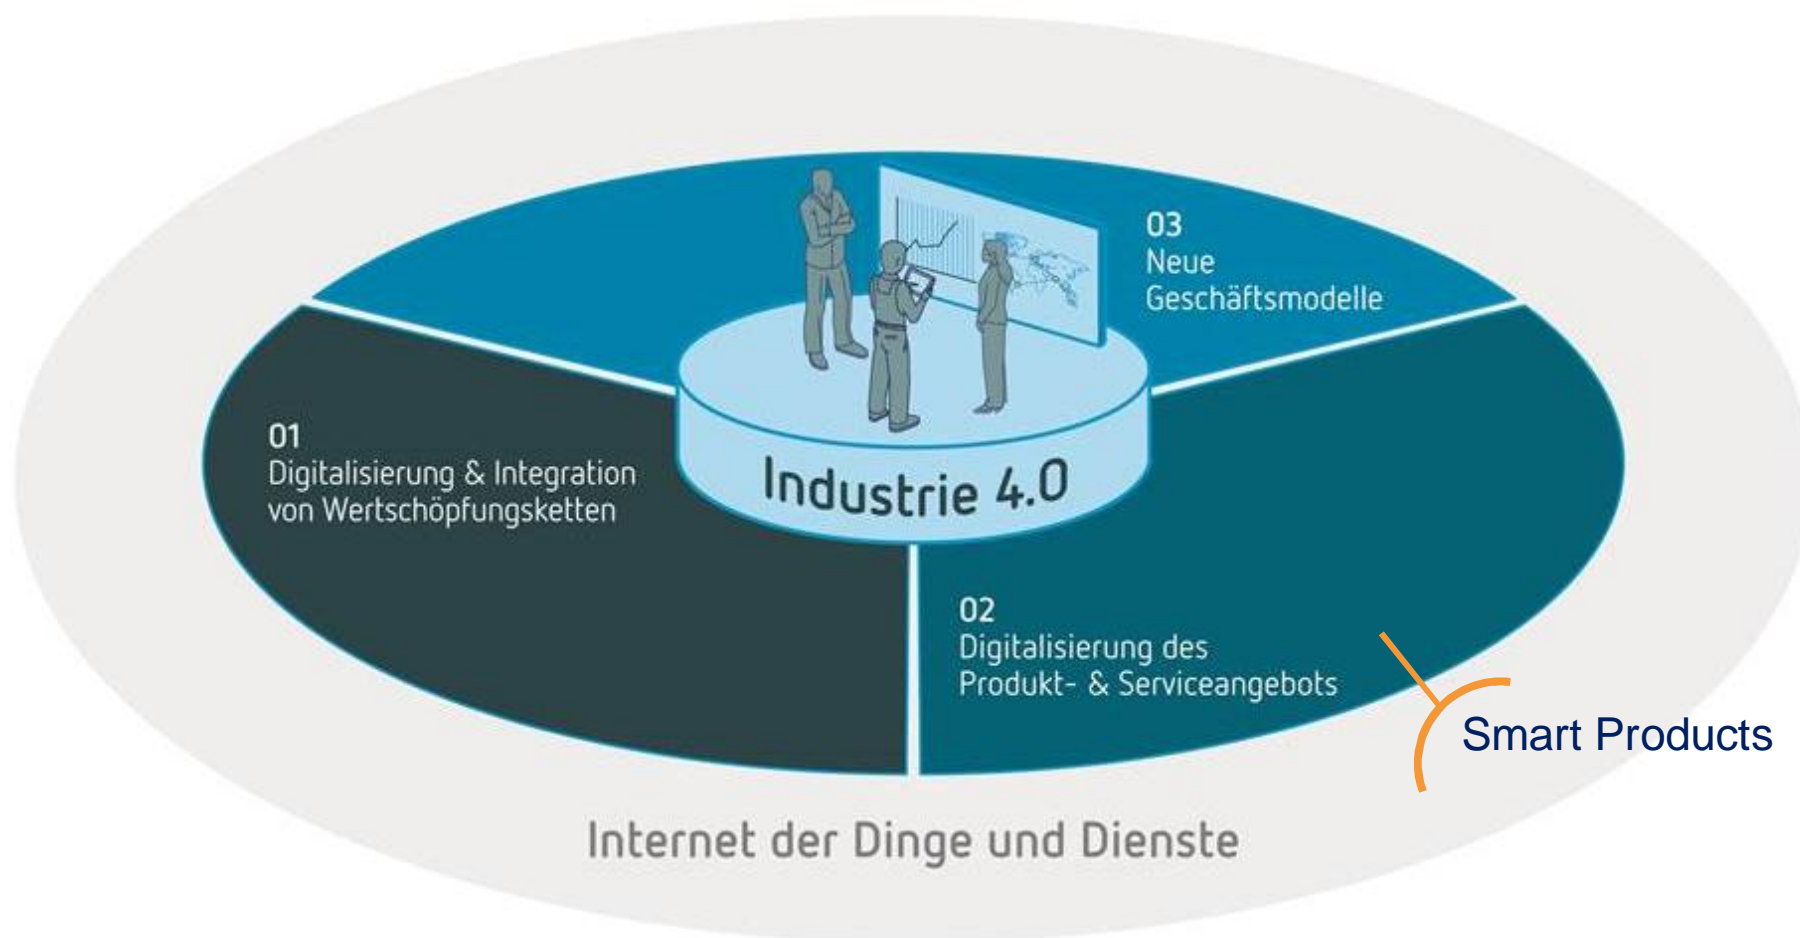 03
Neue
Geschäftsmodelle
01
Digitalisierung & Integration
von Wertschöpfungsketten
Industrie 4.0
02
Digitalisierung des
Produkt- & Serviceangebots
Smart Products
Internet der Dinge und Dienste